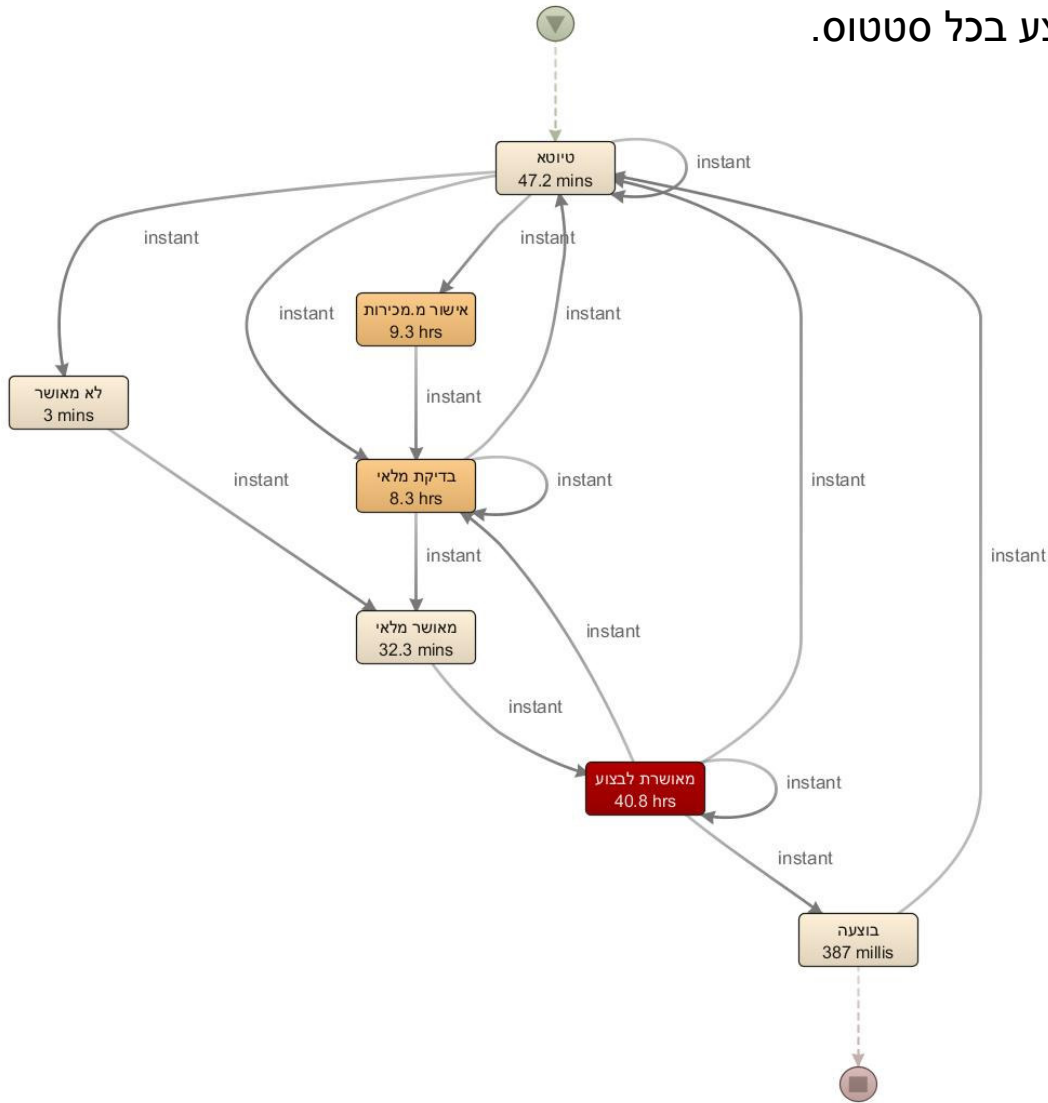 בכל סטטוס.
טיוטא
47.2 mins
instant
instant
instant
instant
אישור מ.מכירות
9.3 hrs
instant
לא מאושר
3 mins
instant
instant
בדיקת מלאי
8.3 hrs
instant
instant
instant
instant
מאושר מלאי
32.3 mins
instant
instant
instant
מאושרת לבצוע
40.8 hrs
instant
instant
בוצעה
387 millis